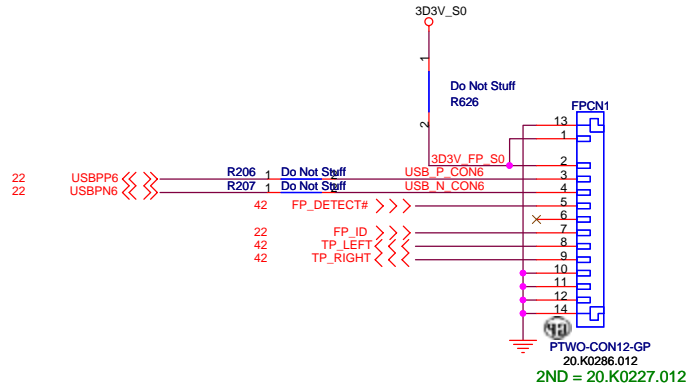 3D3V_S0
1
Do Not Stuff
R626
2
FPCN1
13
1
3D3V_FP_S0
2
22 USBPP6 R206 1 Do Not Stuff 2 USB_P_CON6 3
22 USBPN6 R207 1 Do Not Stuff 2 USB_N_CON6 4
42 FP_DETECT# 5
6
22 FP_ID 7
42 TP_LEFT 8
42 TP_RIGHT 9
10
11
12
14
PTWO-CON12-GP
20.K0286.012
2ND = 20.K0227.012